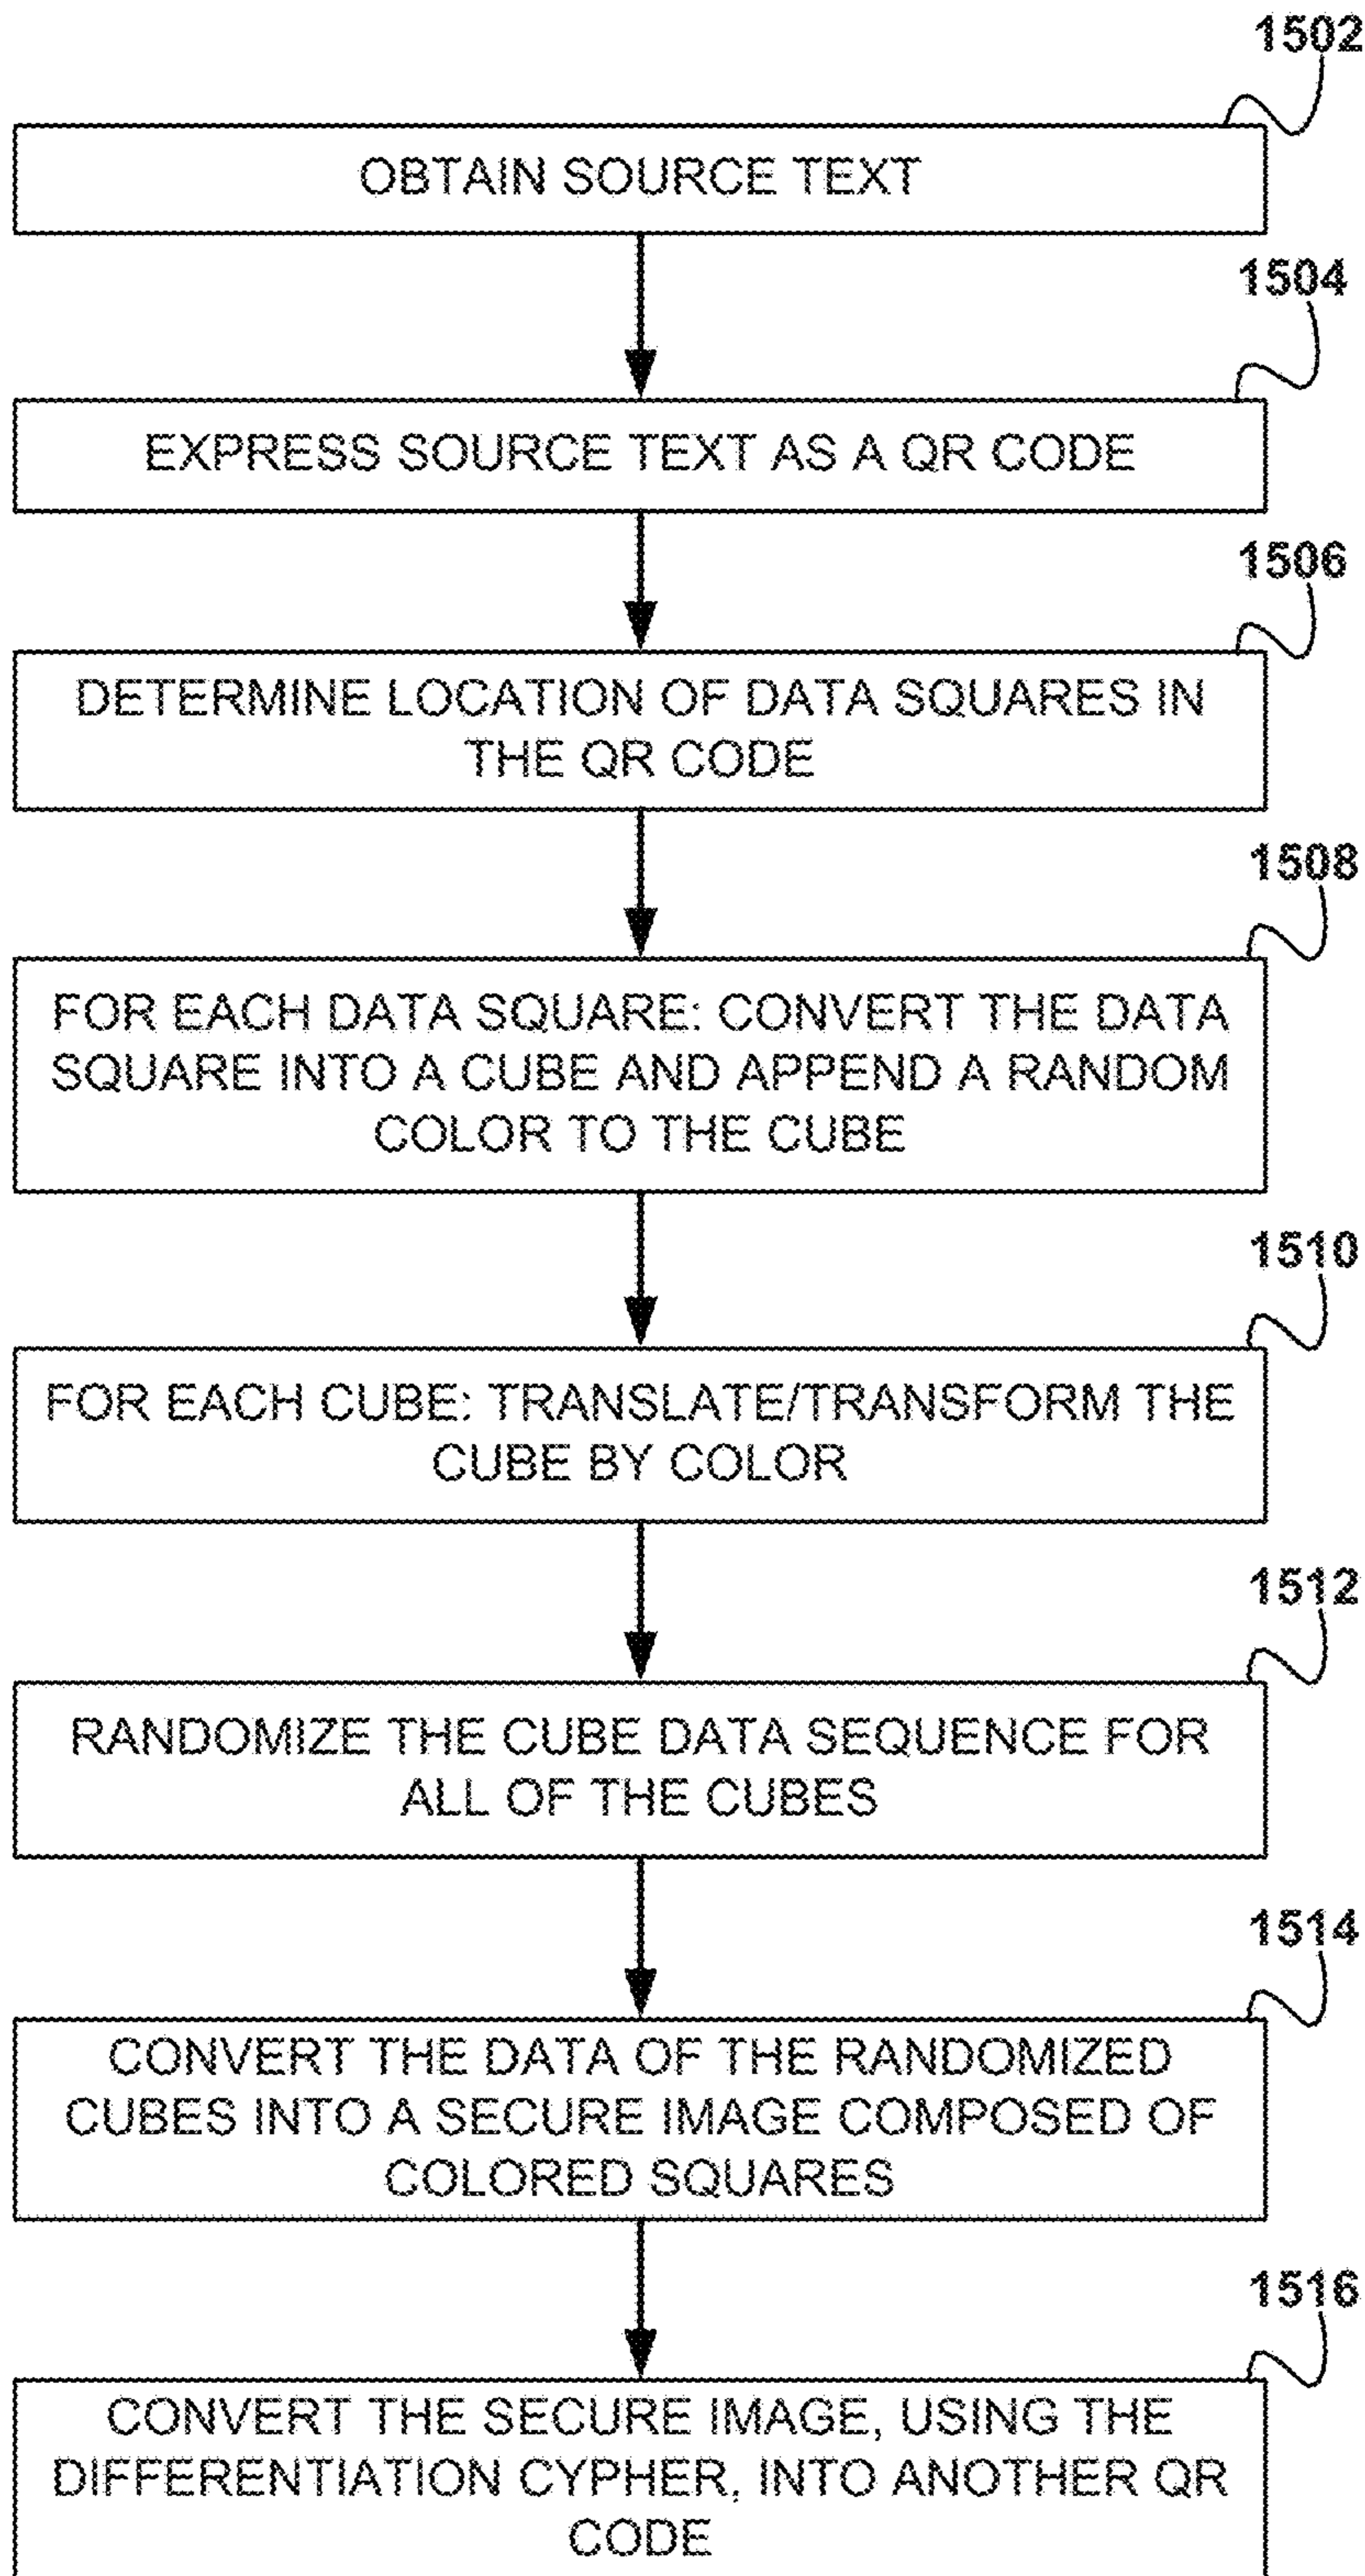 1502
OBTAIN SOURCE TEXT
1504
EXPRESS SOURCE TEXT AS A QR CODE
1506
DETERMINE LOCATION OF DATA SQUARES IN
THE QR CODE
1508
FOR EACH DATA SQUARE: CONVERT THE DATA
SQUARE INTO A CUBE AND APPEND A RANDOM
COLOR TO THE CUBE
1510
FOR EACH CUBE: TRANSLATE/TRANSFORM THE
CUBE BY COLOR
1512
RANDOMIZE THE CUBE DATA SEQUENCE FOR
ALL OF THE CUBES
1514
CONVERT THE DATA OF THE RANDOMIZED
CUBES INTO A SECURE IMAGE COMPOSED OF
COLORED SQUARES
1516
CONVERT THE SECURE IMAGE, USING THE
DIFFERENTIATION CYPHER, INTO ANOTHER QR
CODE